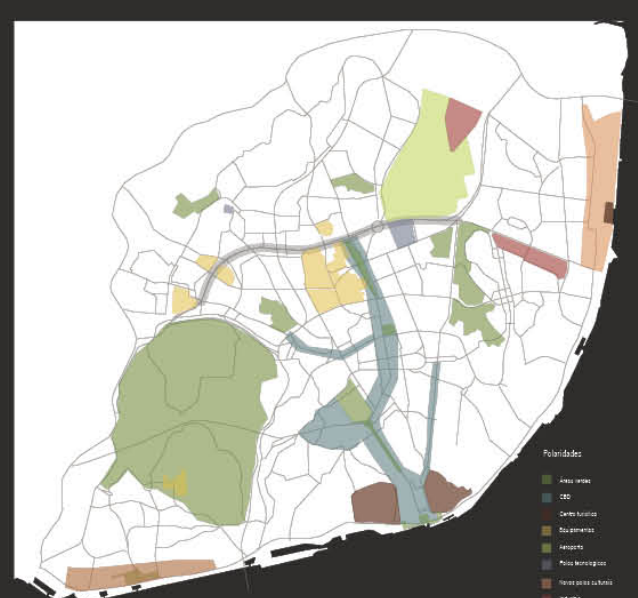 Polaridades
Áreas verdes
CBD
Centro turístico
Equipamentos
Aeroporto
Polos tecnológicos
Novos polos culturais